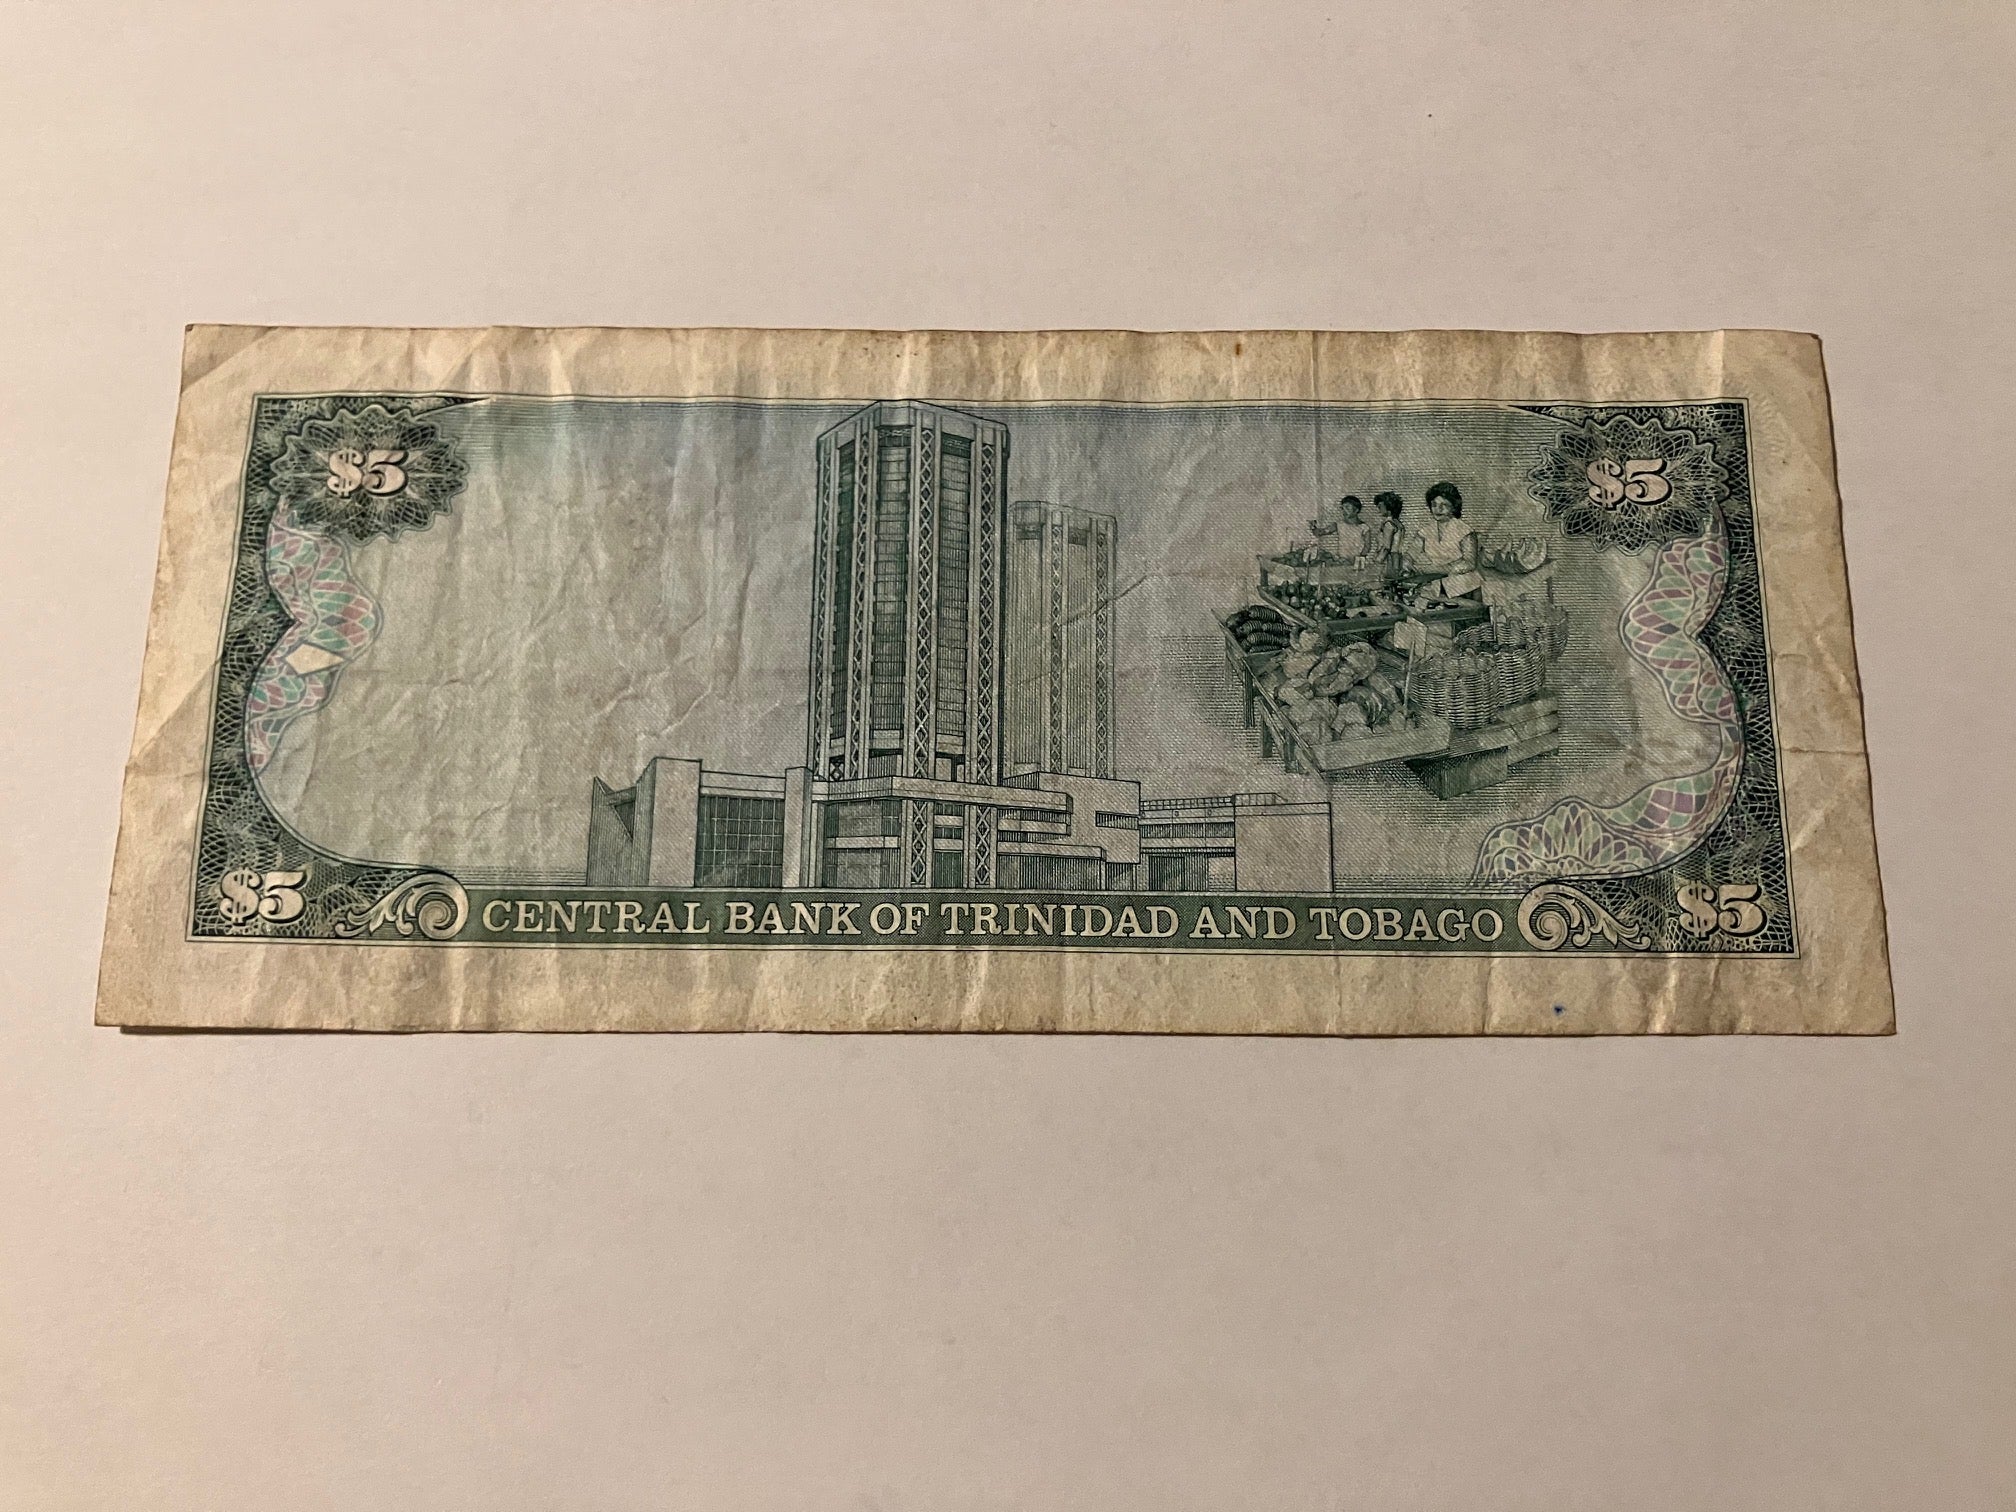 $5 $5
$5 CENTRAL BANK OF TRINIDAD AND TOBAGO $5